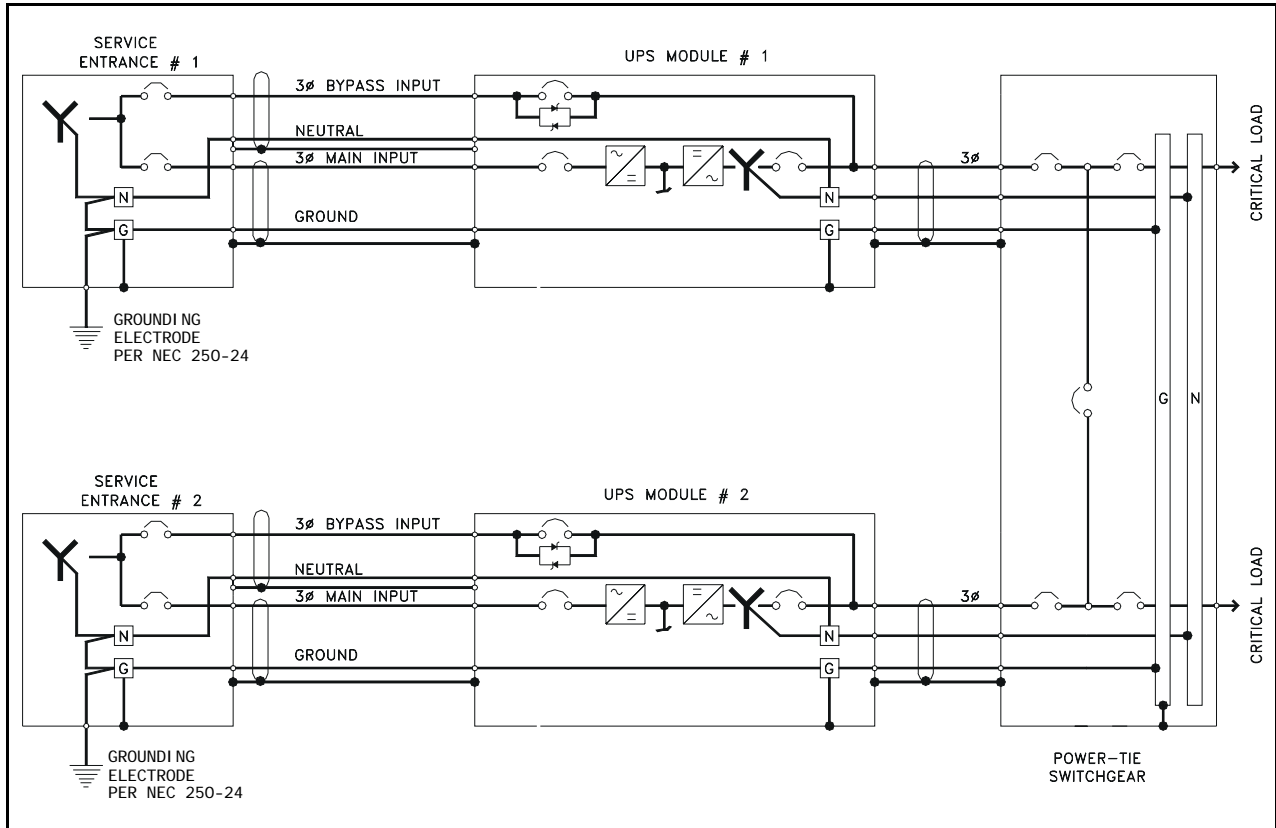 SERVICE
ENTRANCE # 1
UPS MODULE # 1
3ø BYPASS INPUT
NEUTRAL
3ø MAIN INPUT
3ø
N
N
GROUND
G
G
CRITICAL LOAD
GROUNDING
ELECTRODE
PER NEC 250-24
G
N
SERVICE
ENTRANCE # 2
UPS MODULE # 2
3ø BYPASS INPUT
NEUTRAL
3ø MAIN INPUT
3ø
N
N
GROUND
G
G
CRITICAL LOAD
GROUNDING
ELECTRODE
PER NEC 250-24
POWER-TIE
SWITCHGEAR